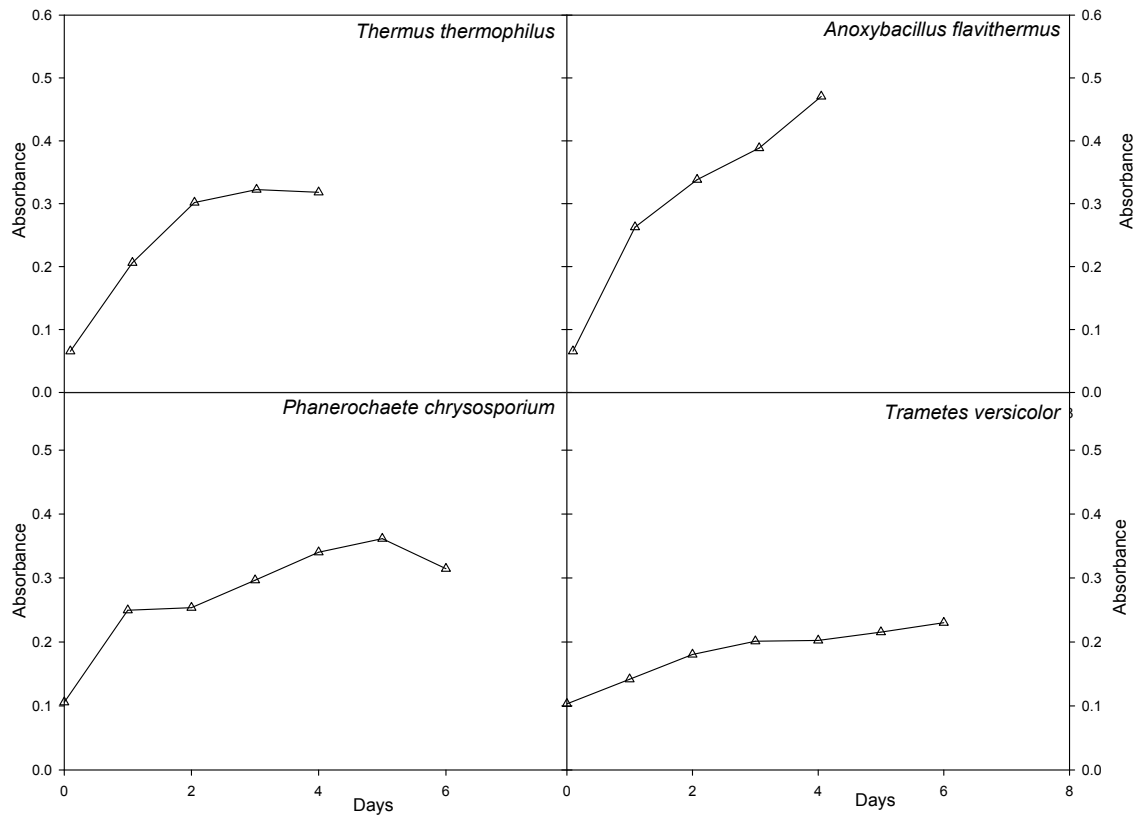 0.6
Thermus thermophilus
Anoxybacillus flavithermus
0.6
0.5
0.5
0.4
0.4
Absorbance
Absorbance
0.3
0.3
0.2
0.2
0.1
0.1
0.0
0.0
Phanerochaete chrysosporium
Trametes versicolor
0.5
0.5
0.4
0.4
Absorbance
Absorbance
0.3
0.3
0.2
0.2
0.1
0.1
0.0
0.0
0 2 4 6 0 2 4 6 8
Days
Days